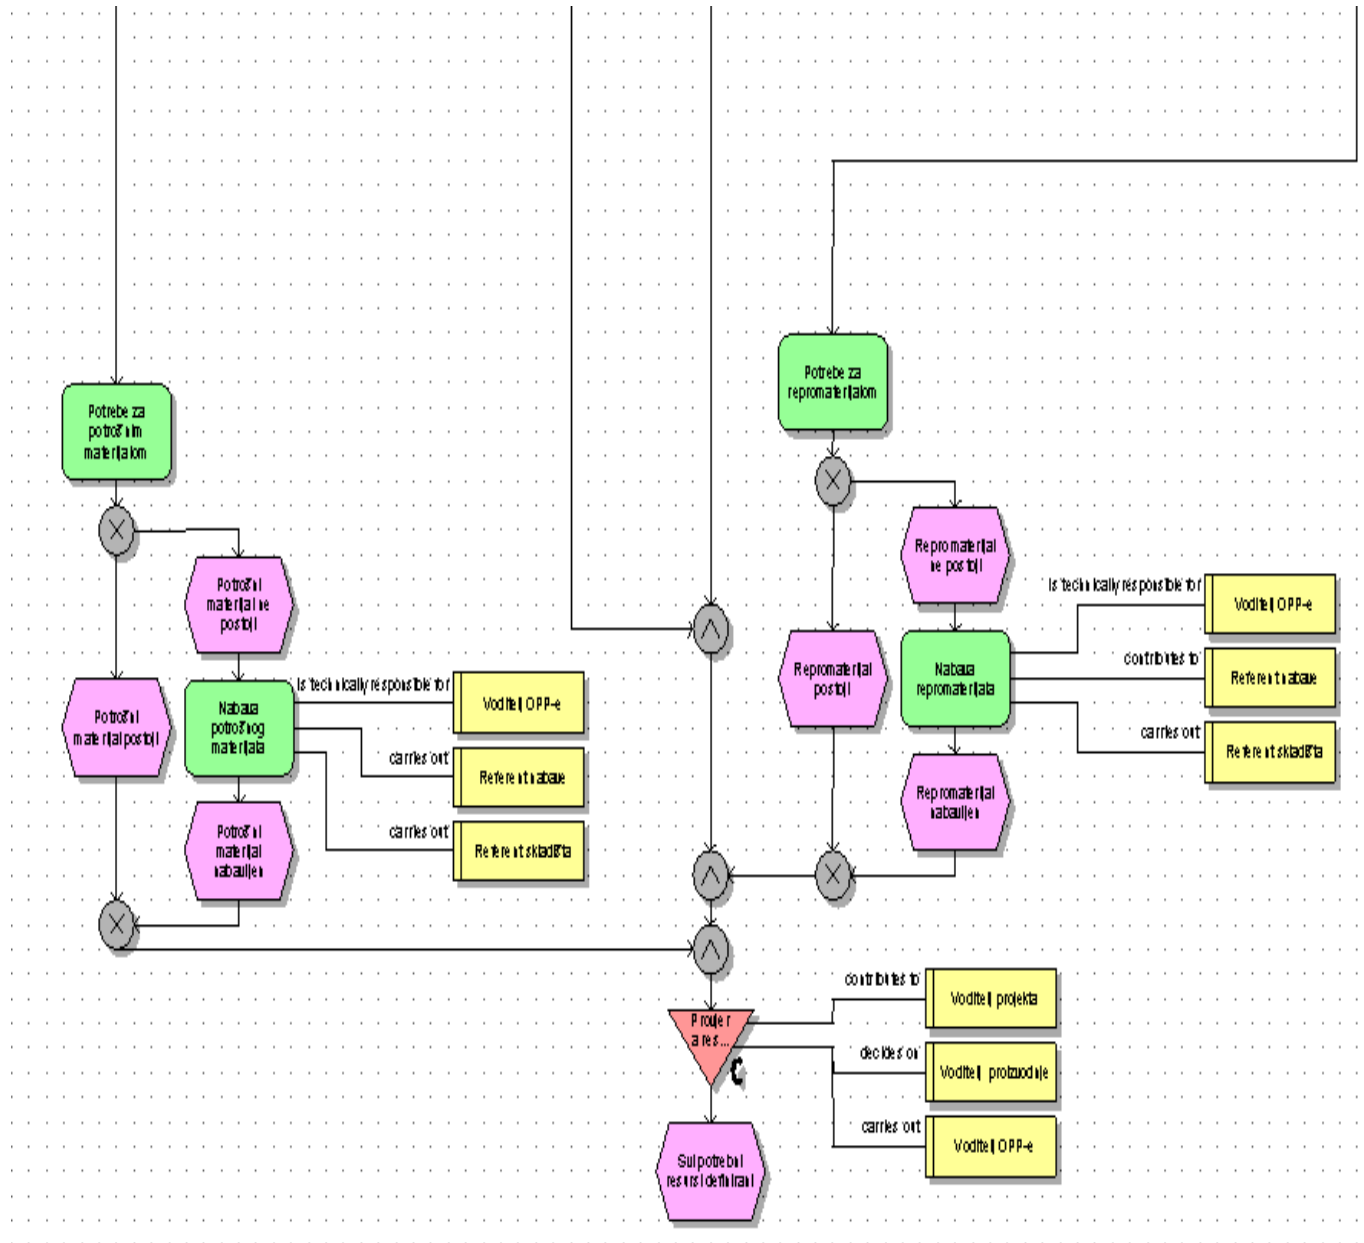 Potrebe za
repromaterijalom
Potrebe za
potrošnim
materijalom
Repromaterijal
ne postoji
Potrošni
materijal ne
postoji
is technically responsible for
Voditelj OPP-e
Repromaterijal
postoji
Nabava
repromaterijala
contributes to
Referent nabave
is technically responsible for
Voditelj OPP-e
Potrošni
materijal postoji
Nabava
potrošnog
materijala
carries out
Referent skladišta
carries out
Referent nabave
Repromaterijal
nabavljen
Potrošni
materijal
nabavljen
carries out
Referent skladišta
contributes to
Voditelj projekta
Provjer
a res...
C
decides on
Voditelj proizvodnje
carries out
Voditelj OPP-e
Svi potrebni
resursi definirani